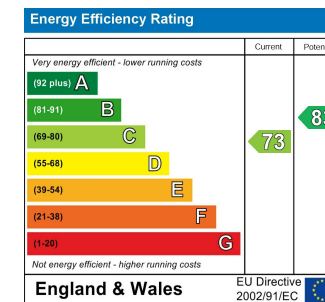 Energy Efficiency Rating
Current
Very energy efficient - lower running costs
(92 plus) A
(81-91) B
(69-80) C
73
(55-68) D
(39-54) E
(21-38) F
(1-20) G
Not energy efficient - higher running costs
England & Wales
EU Directive
2002/91/EC